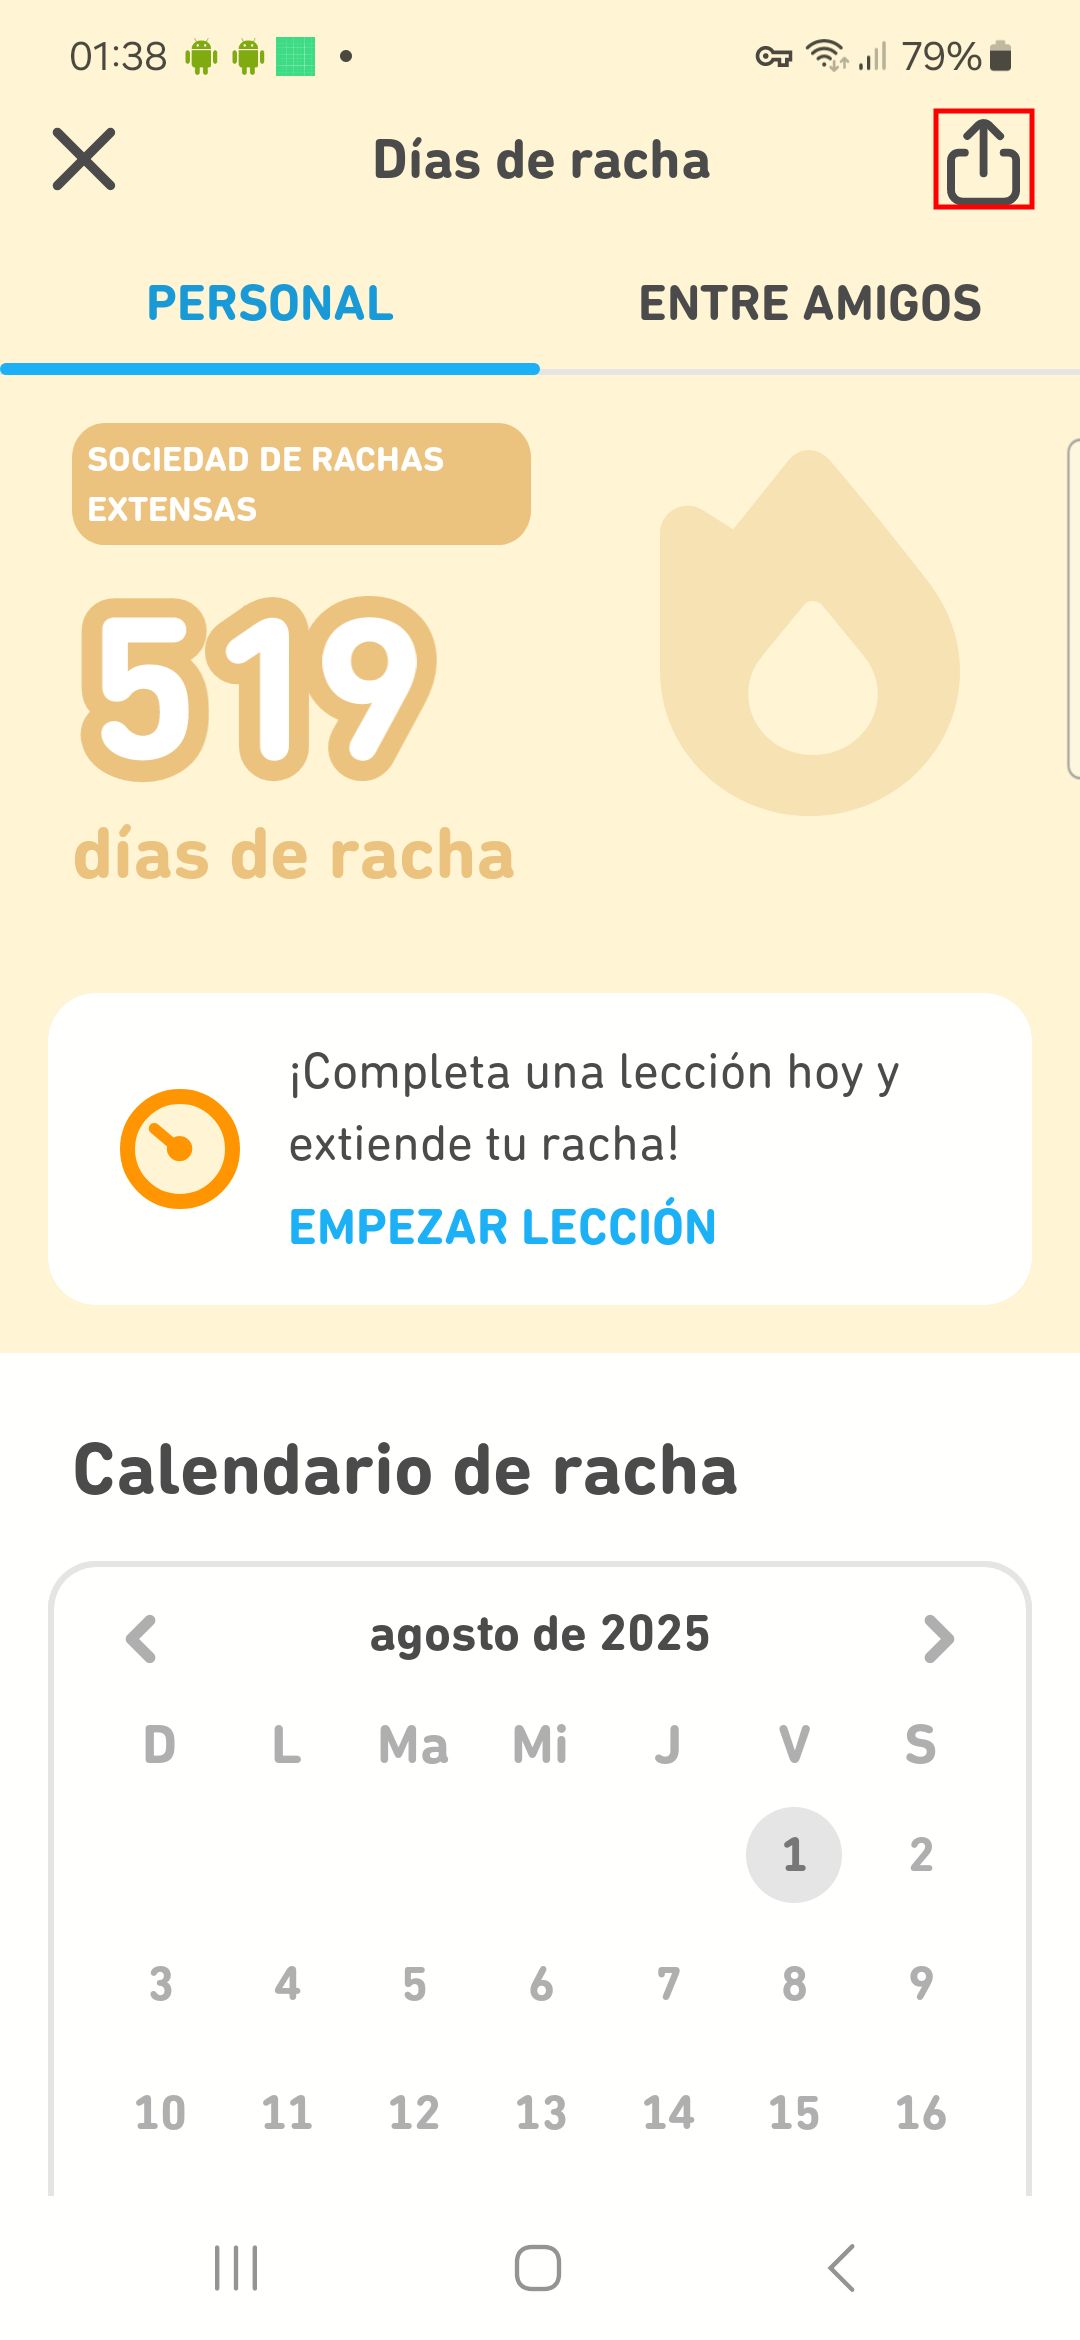 01:38 79%
Días de racha
PERSONAL ENTRE AMIGOS
SOCIEDAD DE RACHAS
EXTENSAS
519
días de racha
¡Completa una lección hoy y
extiende tu racha!
EMPEZAR LECCIÓN
Calendario de racha
agosto de 2025
D L Ma Mi J V S
1 2
3 4 5 6 7 8 9
10 11 12 13 14 15 16